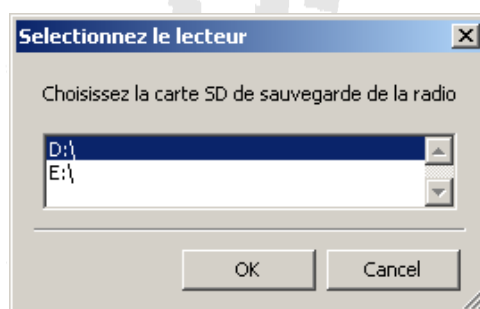 Selectionnez le lecteur
Choisissez la carte SD de sauvegarde de la radio
D:\
E:\
OK Cancel